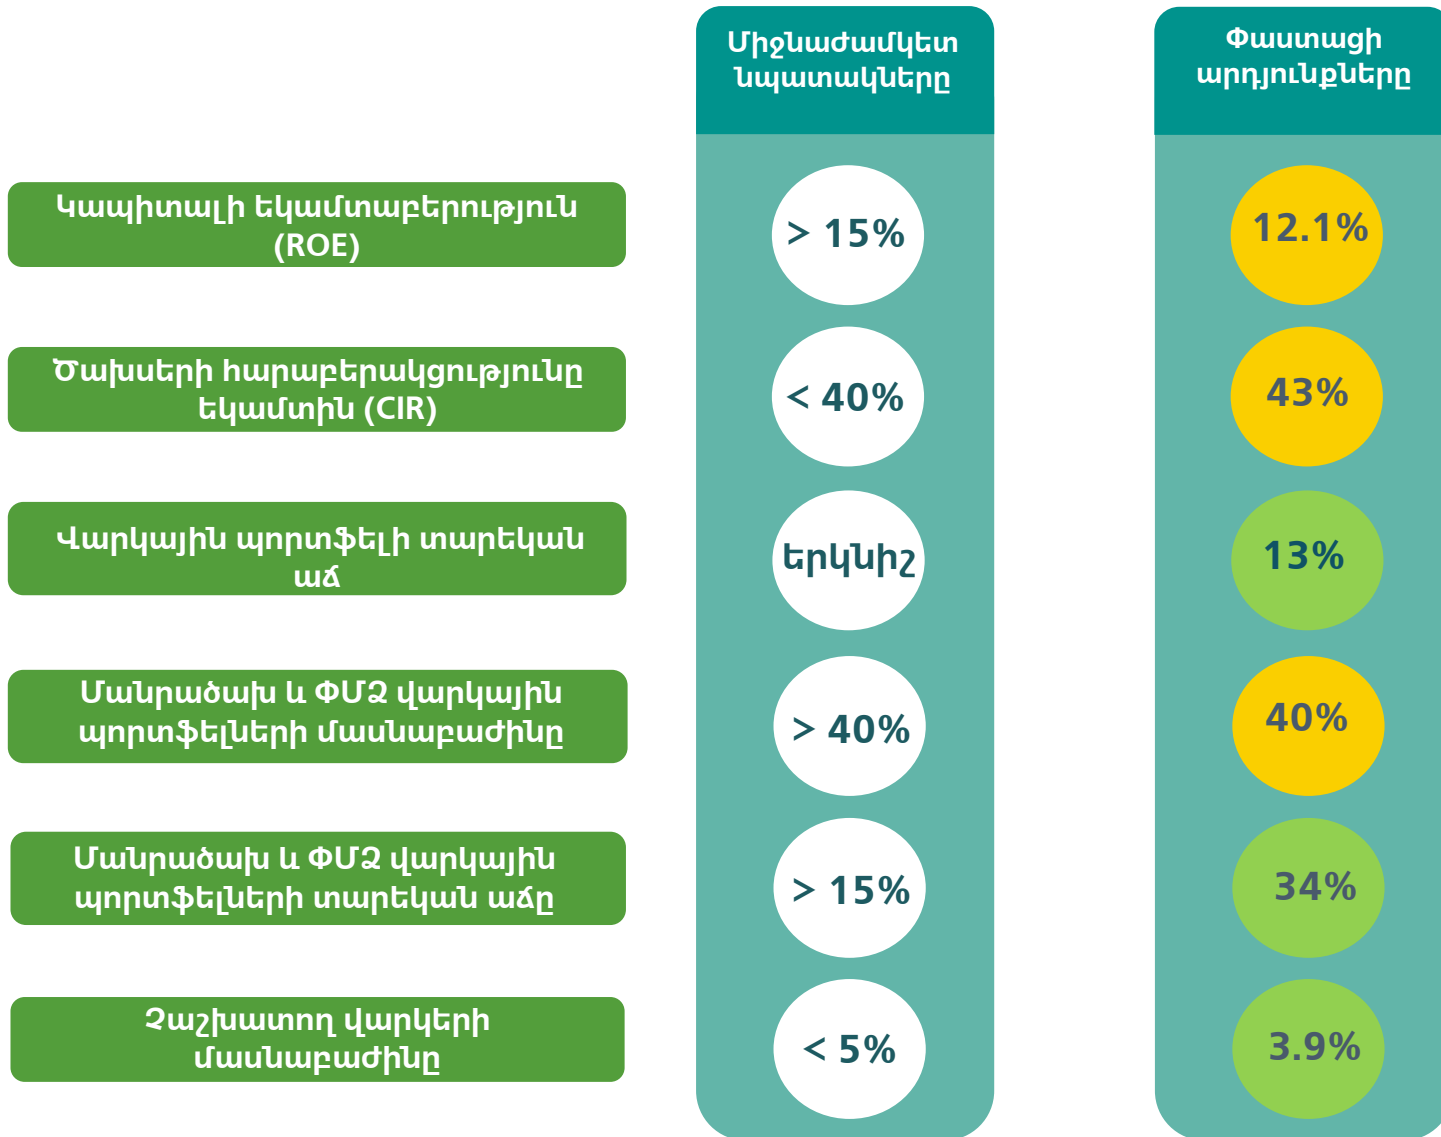 Միջնաժամկետ
նպատակները
Փաստացի
արդյունքները
Կապիտալի եկամտաբերություն
(ROE)
> 15%
12.1%
Ծախսերի հարաբերակցությունը
եկամտին (CIR)
< 40%
43%
Վարկային պորտֆելի տարեկան
աճ
երկնիշ
13%
Մանրածախ և ΦՄՁ վարկային
պորտֆելների մասնաբաժինը
> 40%
40%
Մանրածախ և ΦՄՁ վարկային
պորտֆելների տարեկան աճը
> 15%
34%
Չաշխատող վարկերի
մասնաբաժինը
< 5%
3.9%